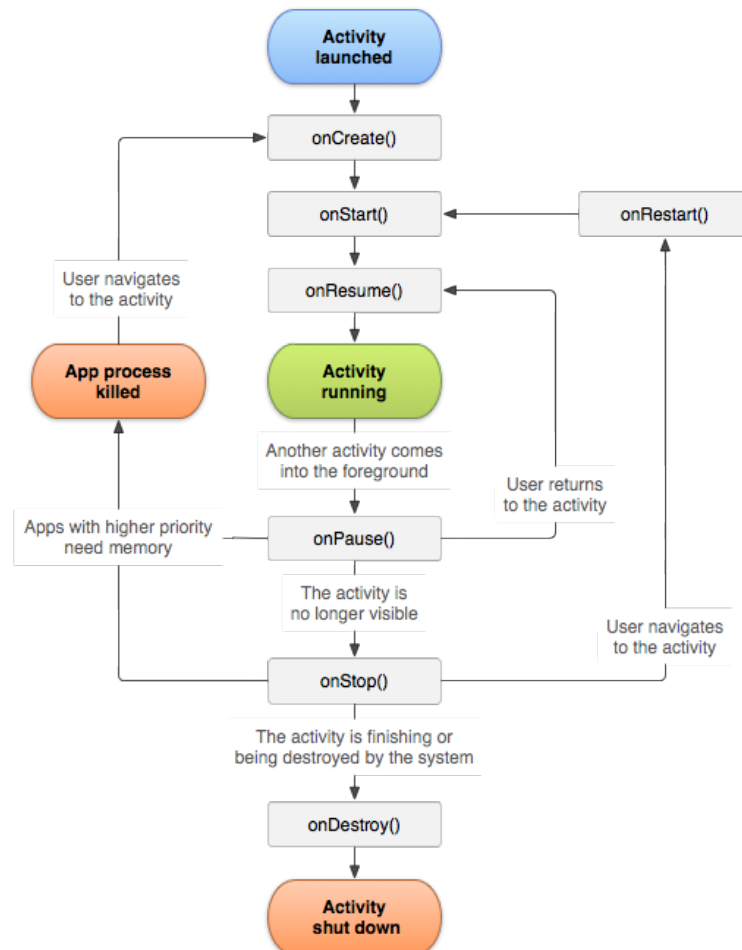 Activity
launched
onCreate()
onStart()
onRestart()
User navigates
to the activity
onResume()
App process
killed
Activity
running
Another activity comes
into the foreground
User returns
to the activity
Apps with higher priority
need memory
onPause()
The activity is
no longer visible
User navigates
to the activity
onStop()
The activity is finishing or
being destroyed by the system
onDestroy()
Activity
shut down